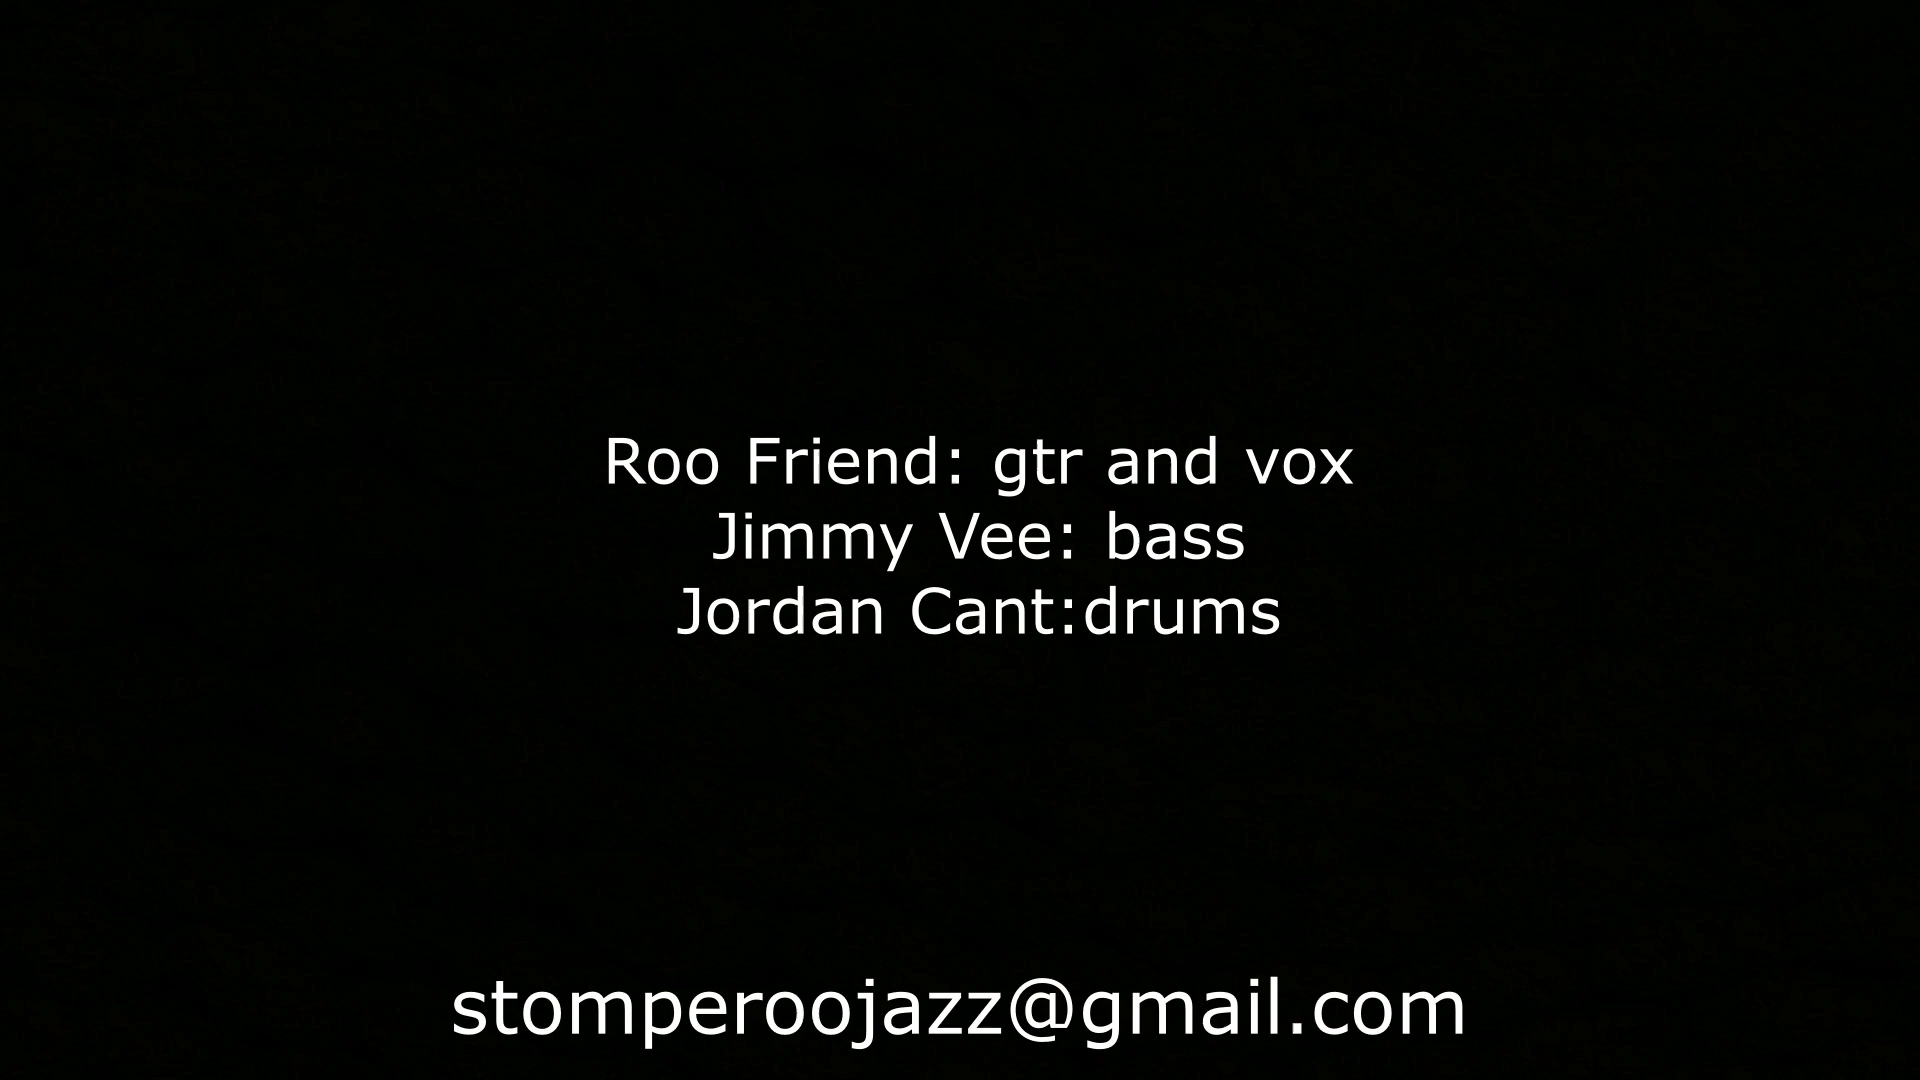 Roo Friend: gtr and vox
Jimmy Vee: bass
Jordan Cant:drums
stomperoojazz@gmail.com